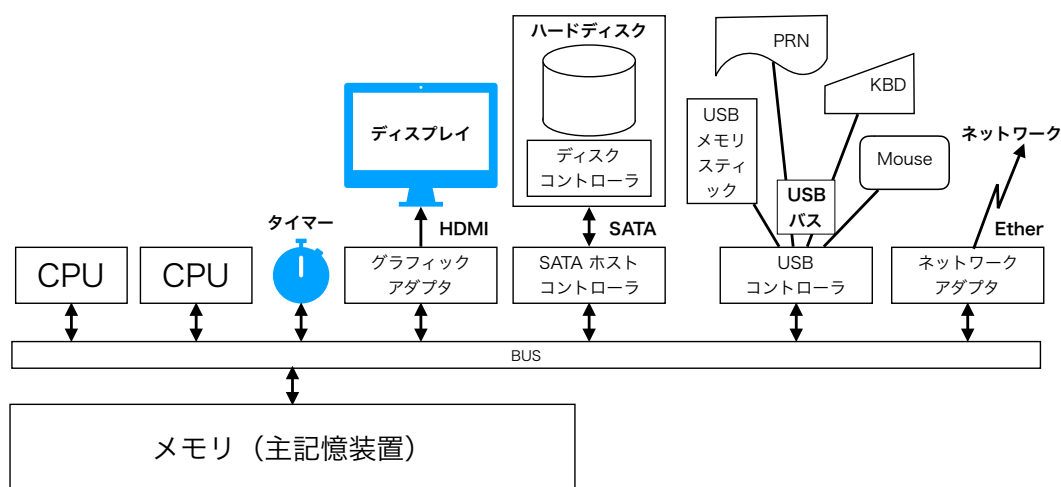 ハードディスク
PRN
KBD
ディスプレイ
USB
メモリ
スティ
ック
ディスク
コントローラ
Mouse
ネットワーク
USB
バス
タイマー
HDMI
SATA
Ether
CPU
CPU
グラフィック
アダプタ
SATA ホスト
コントローラ
USB
コントローラ
ネットワーク
アダプタ
BUS
メモリ（主記憶装置）